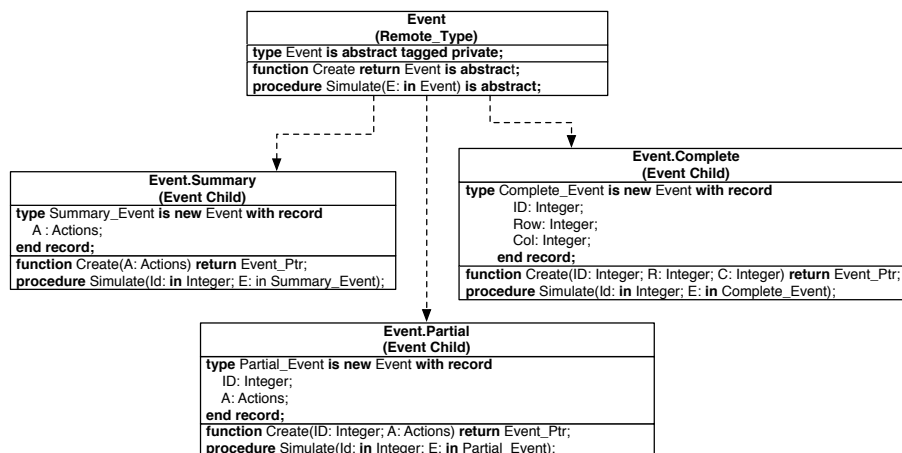 Event
(Remote_Type)
type Event is abstract tagged private;
function Create return Event is abstract;
procedure Simulate(E: in Event) is abstract;
Event.Summary
(Event Child)
type Summary_Event is new Event with record
A : Actions;
end record;
function Create(A: Actions) return Event_Ptr;
procedure Simulate(Id: in Integer; E: in Summary_Event);
Event.Complete
(Event Child)
type Complete_Event is new Event with record
ID: Integer;
Row: Integer;
Col: Integer;
end record;
function Create(ID: Integer; R: Integer; C: Integer) return Event_Ptr;
procedure Simulate(Id: in Integer; E: in Complete_Event);
Event.Partial
(Event Child)
type Partial_Event is new Event with record
ID: Integer;
A: Actions;
end record;
function Create(ID: Integer; A: Actions) return Event_Ptr;
procedure Simulate(Id: in Integer; E: in Partial_Event);